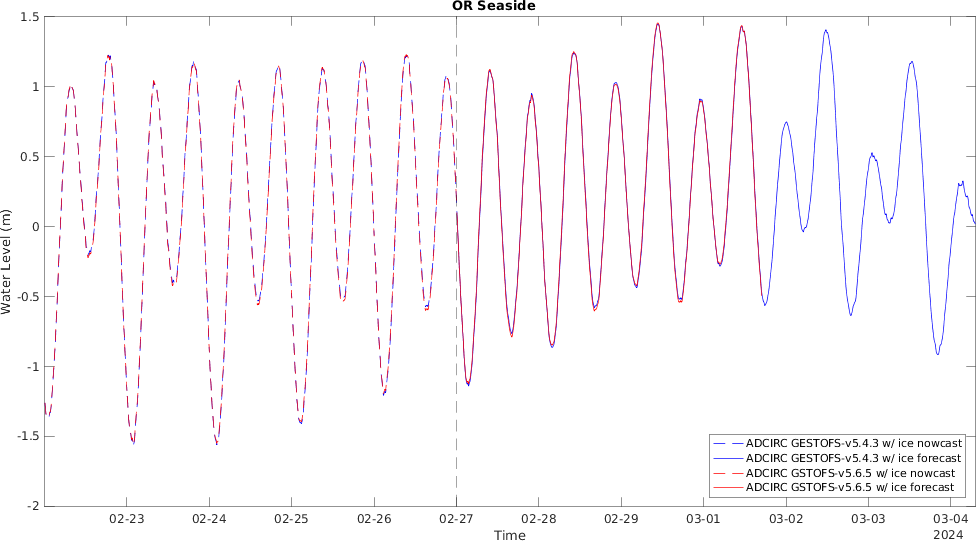 OR Seaside
1.5
1
0.5
0
-0.5
-1
-1.5
-2
Water Level (m)
ADCIRC GESTOFS-v5.4.3 w/ ice nowcast
ADCIRC GESTOFS-v5.4.3 w/ ice forecast
ADCIRC GSTOFS-v5.6.5 w/ ice nowcast
ADCIRC GSTOFS-v5.6.5 w/ ice forecast
02-23 02-24 02-25 02-26 02-27 02-28 02-29 03-01 03-02 03-03 03-04
Time 2024